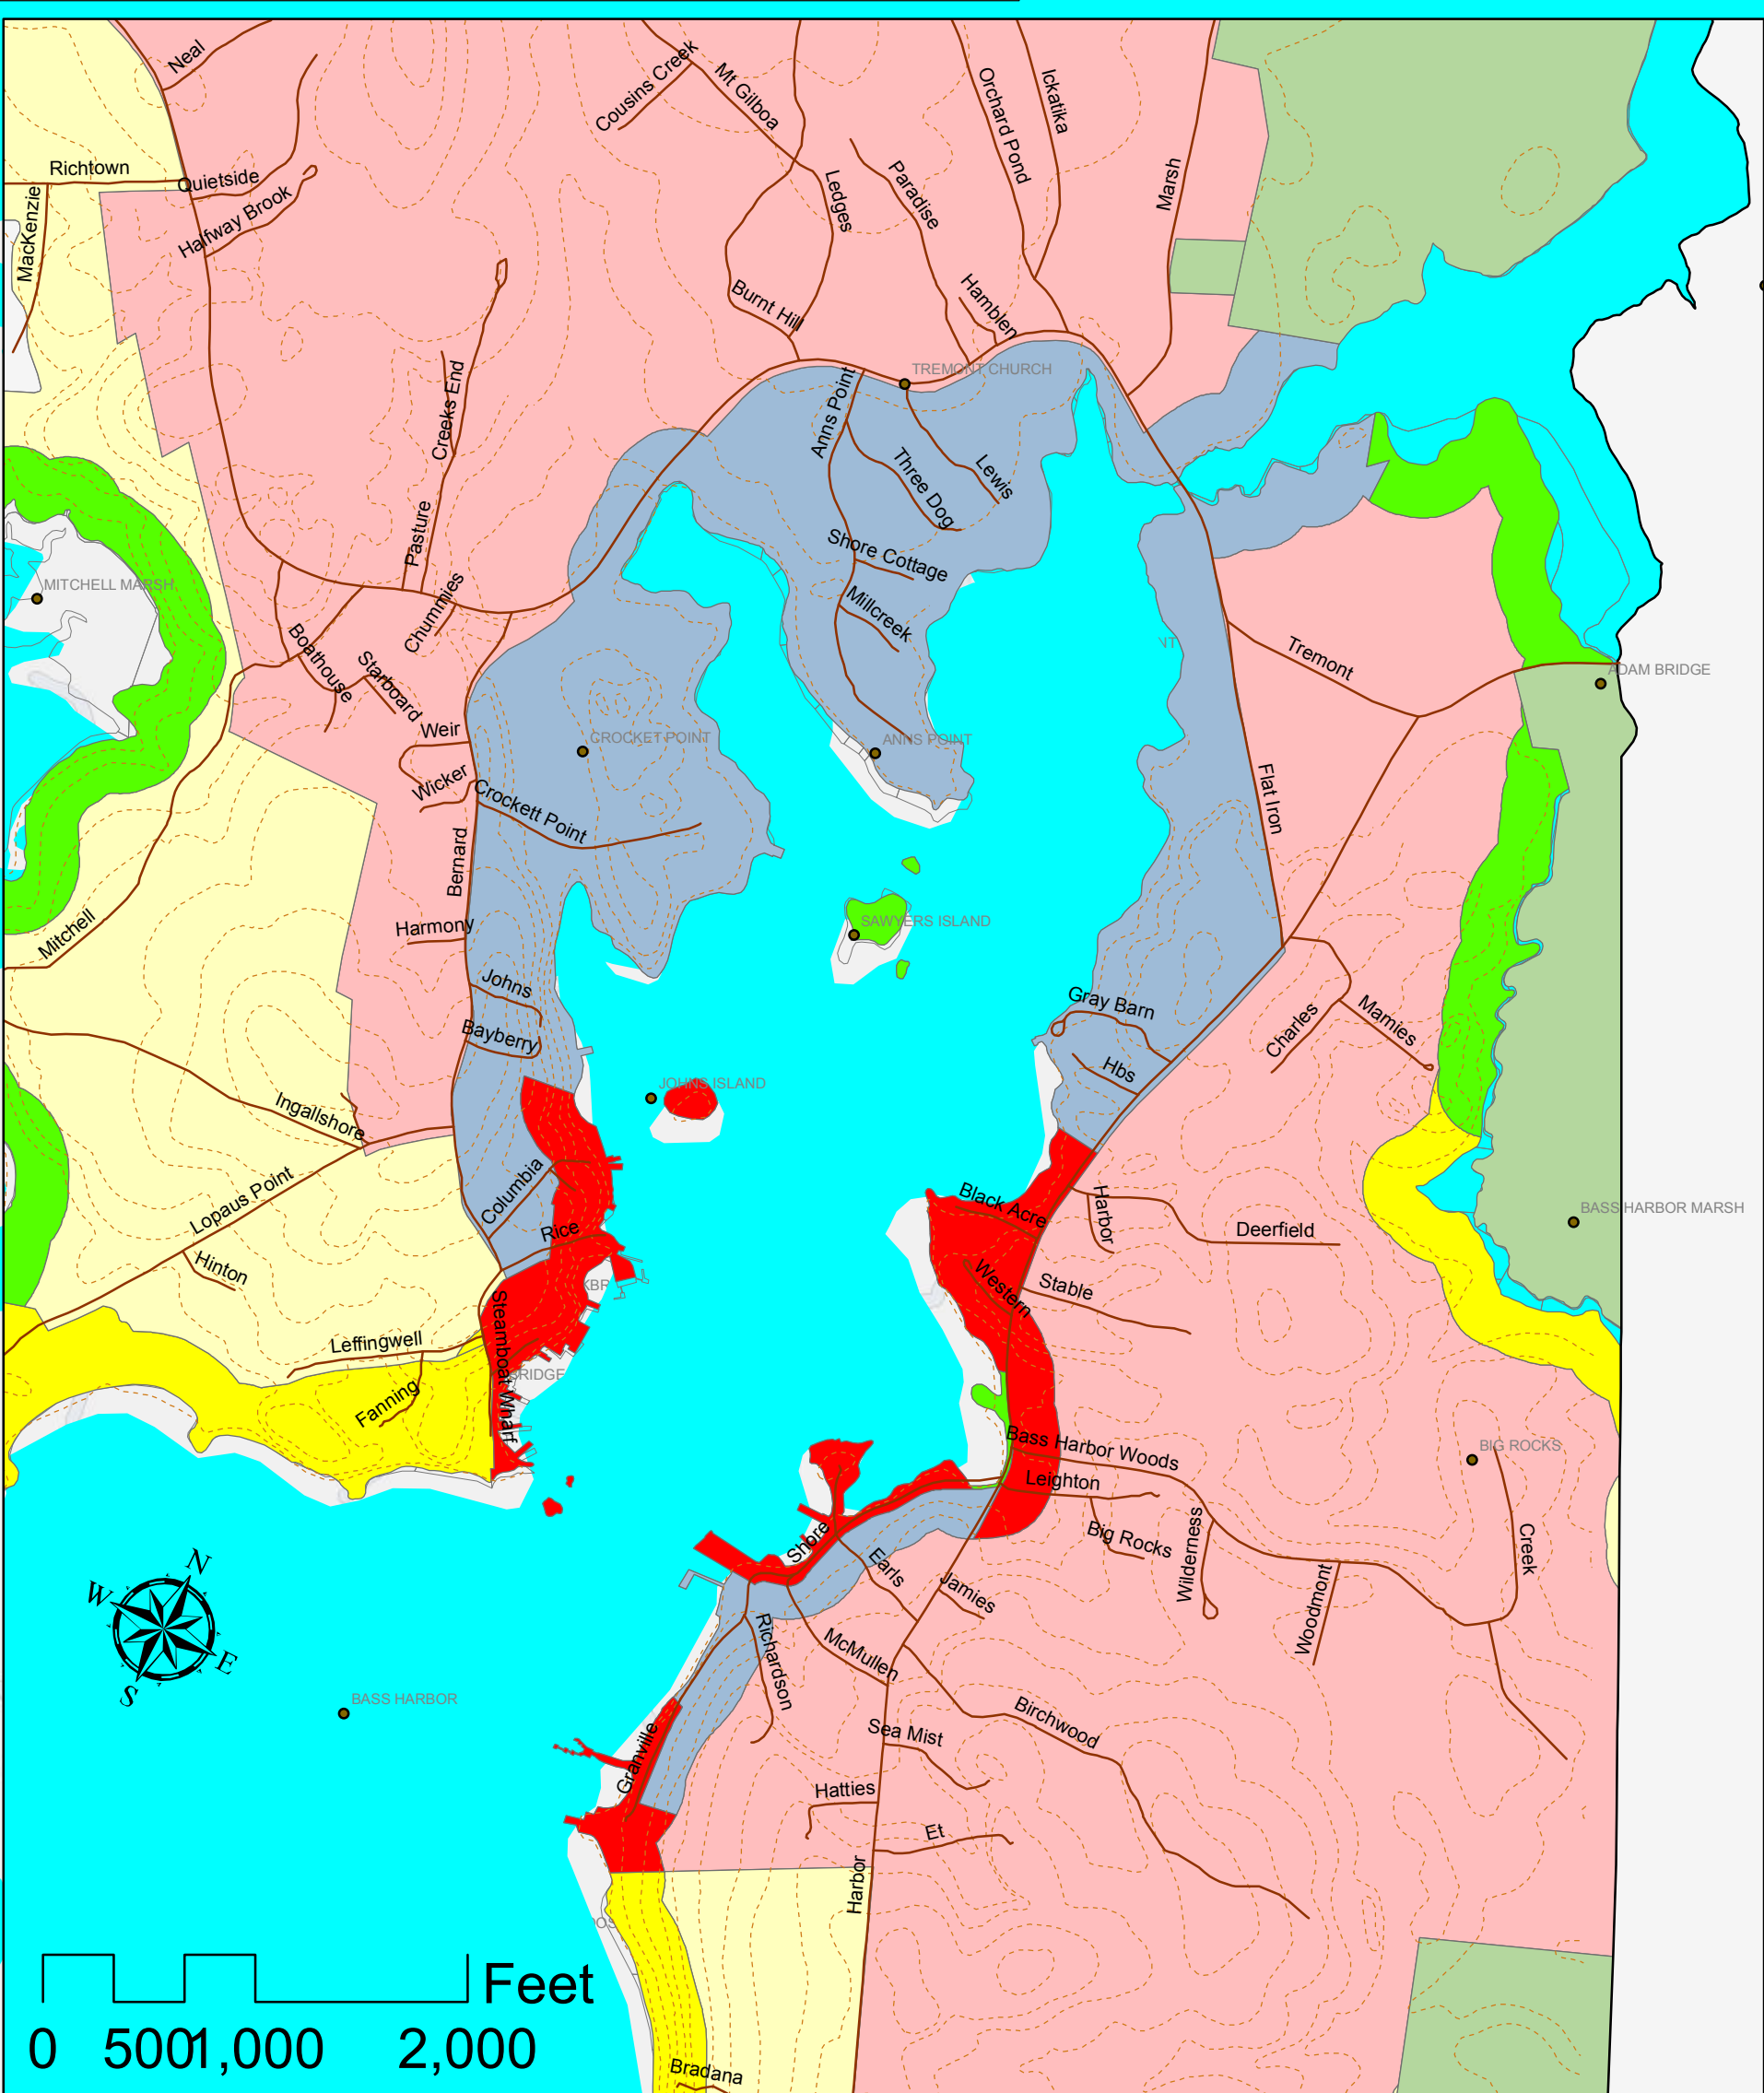 Neal
Cousins Creek
Mt Gilboa
Orchard Pond
Ickatika
Richtown
Quietside
Marsh
MacKenzie
Halfway Brook
Ledges
Paradise
Burnt Hill
Hamblen
TREMONT CHURCH
Creeks End
Anns Point
Three Dog
Lewis
Pasture
Shore Cottage
MITCHELL MARSH
Chummies
Millcreek
Boathouse
Starboard
NT
Tremont
ADAM BRIDGE
Weir
CROCKET POINT
ANNS POINT
Wicker
Crockett Point
Flat Iron
Bernard
Mitchell
Harmony
SAWYERS ISLAND
Johns
Gray Barn
Bayberry
Charles
Mamies
Hbs
JOHNS ISLAND
Ingallshore
Lopaus Point
Columbia
Black Acre
Harbor
BASS HARBOR MARSH
Rice
Deerfield
Hinton
KBR
Western
Stable
Steamboat Wharf
Leffingwell
BRIDGE
Fanning
Bass Harbor Woods
BIG ROCKS
Leighton
Shore
Earls
Big Rocks
Wilderness
Creek
N
W
E
S
Jamies
Woodmont
Richardson
McMullen
BASS HARBOR
Birchwood
Sea Mist
Granville
Hatties
Et
Harbor
OS
Feet
0 500 1,000 2,000
Bradana